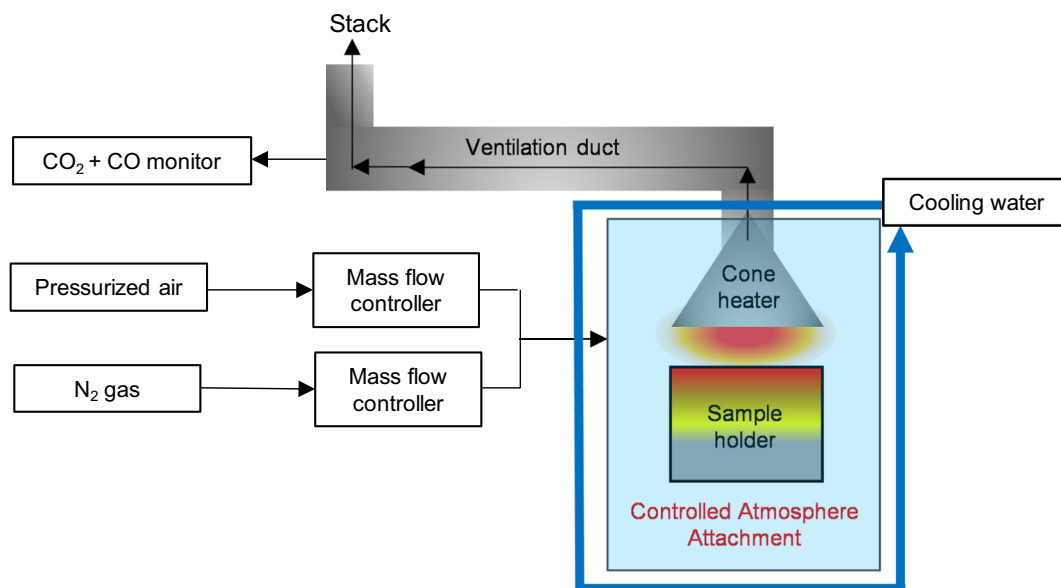 Stack
Ventilation duct
CO₂ + CO monitor
Cooling water
Pressurized air
Mass flow
controller
Cone
heater
N₂ gas
Mass flow
controller
Sample
holder
Controlled Atmosphere
Attachment